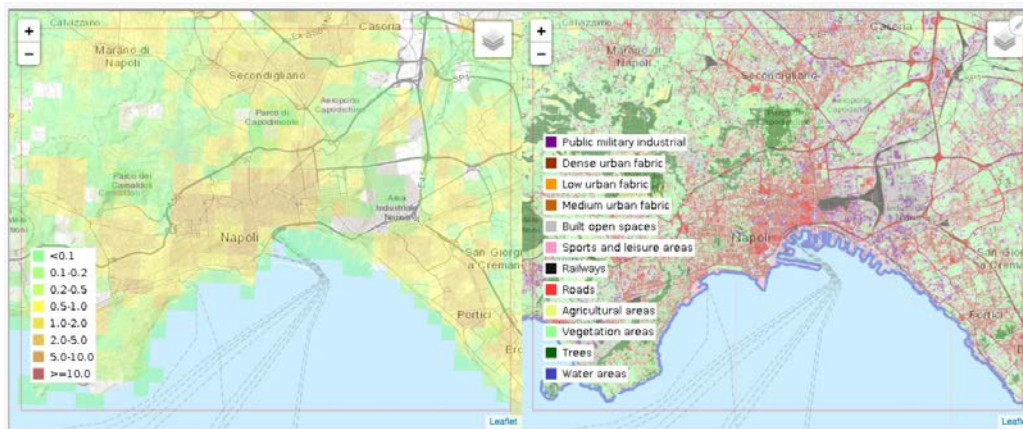 +
−
Calvizzano
Casoria
Marano di
Napoli
Secondigliano
Aeroporto
Capodichino
Parco di
Capodimonte
Parco dei
Camaldoli
Area
Industriale
Napoli
Napoli
San Giorg
a Creman
Portici
<0.1
0.1-0.2
0.2-0.5
0.5-1.0
1.0-2.0
2.0-5.0
5.0-10.0
>=10.0
Leaflet
+
−
Calvizzano
Casoria
Marano di
Napoli
Secondigliano
Napoli
San Giorg
a Creman
Portici
Public military industrial
Dense urban fabric
Low urban fabric
Medium urban fabric
Built open spaces
Sports and leisure areas
Railways
Roads
Agricultural areas
Vegetation areas
Trees
Water areas